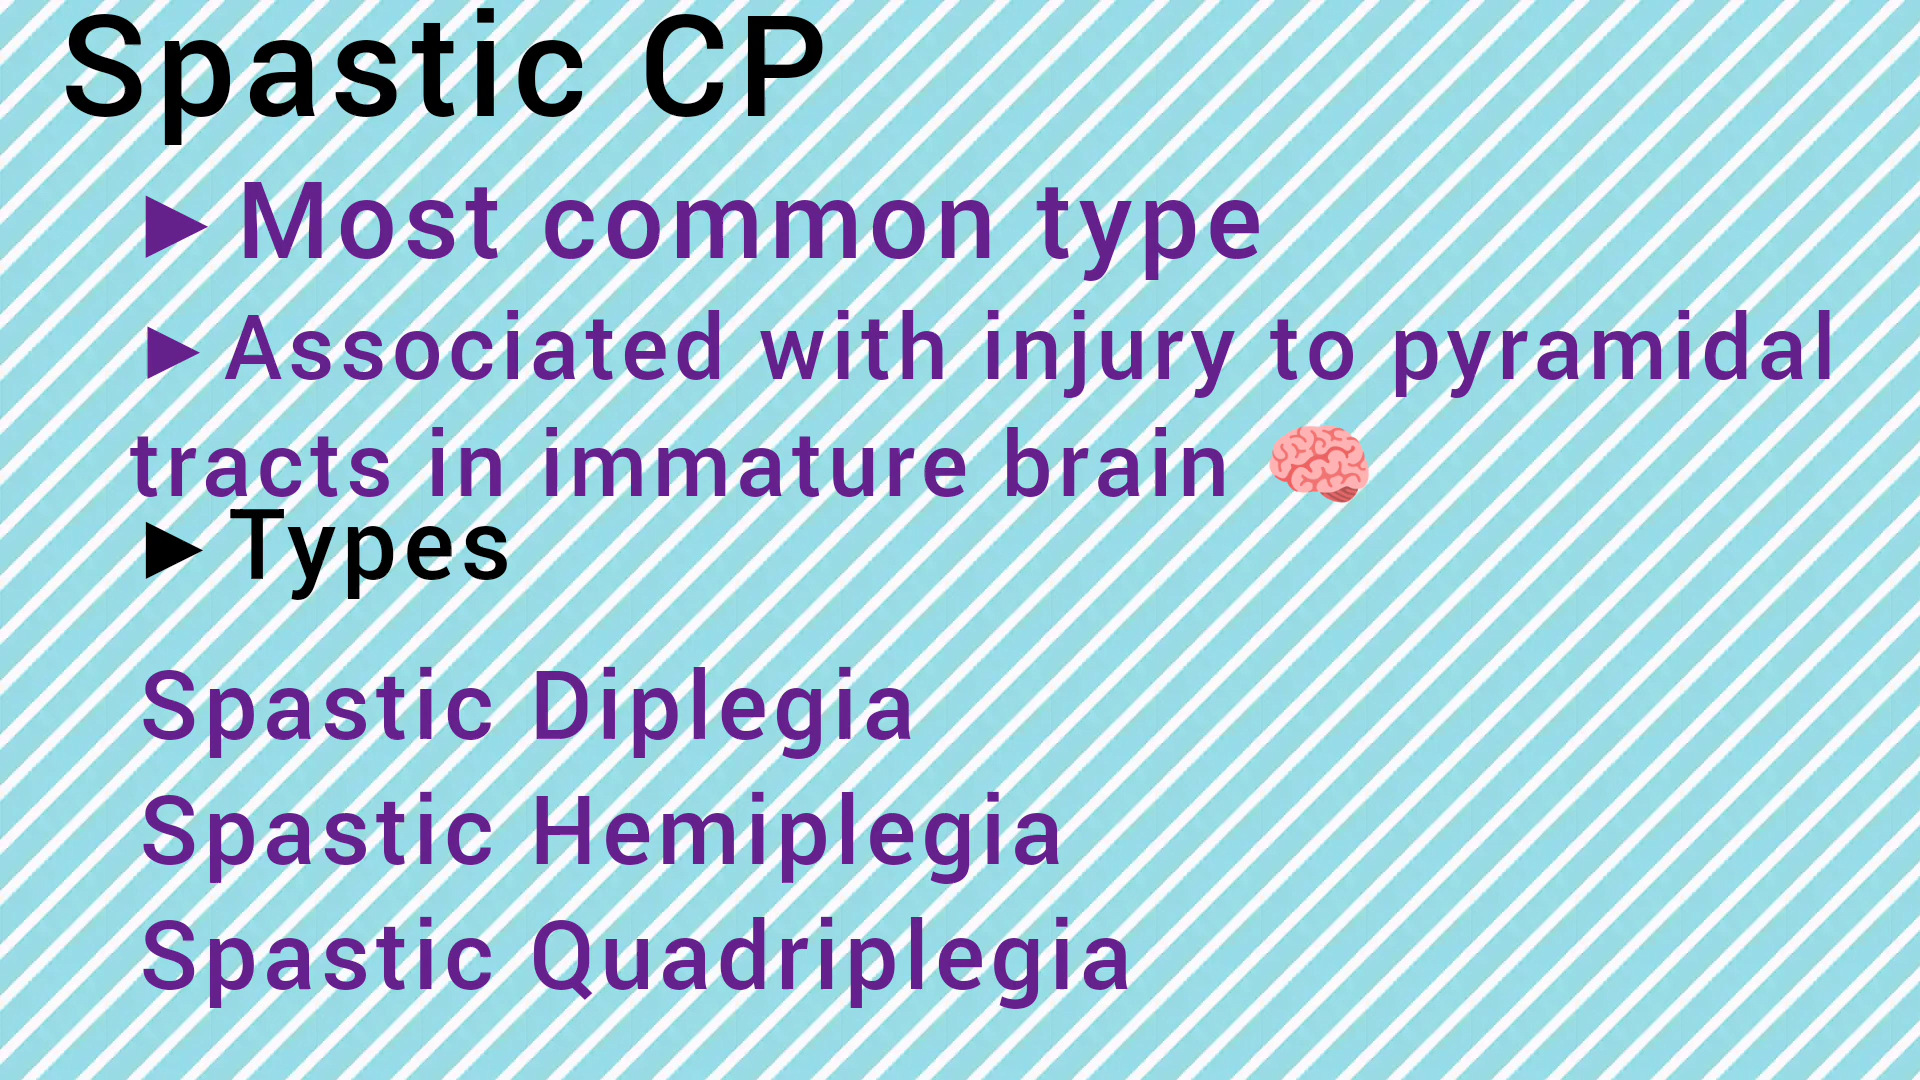 Spastic CP
►Most common type
►Associated with injury to pyramidal
tracts in immature brain 🧠
►Types
Spastic Diplegia
Spastic Hemiplegia
Spastic Quadriplegia